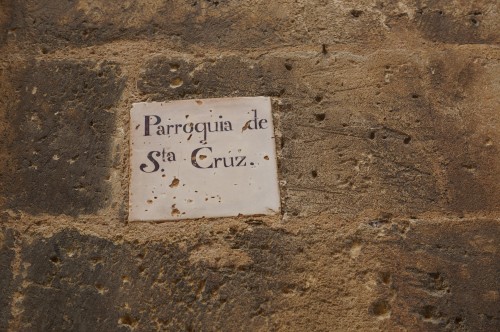 Parroquia de
Sta Cruz.